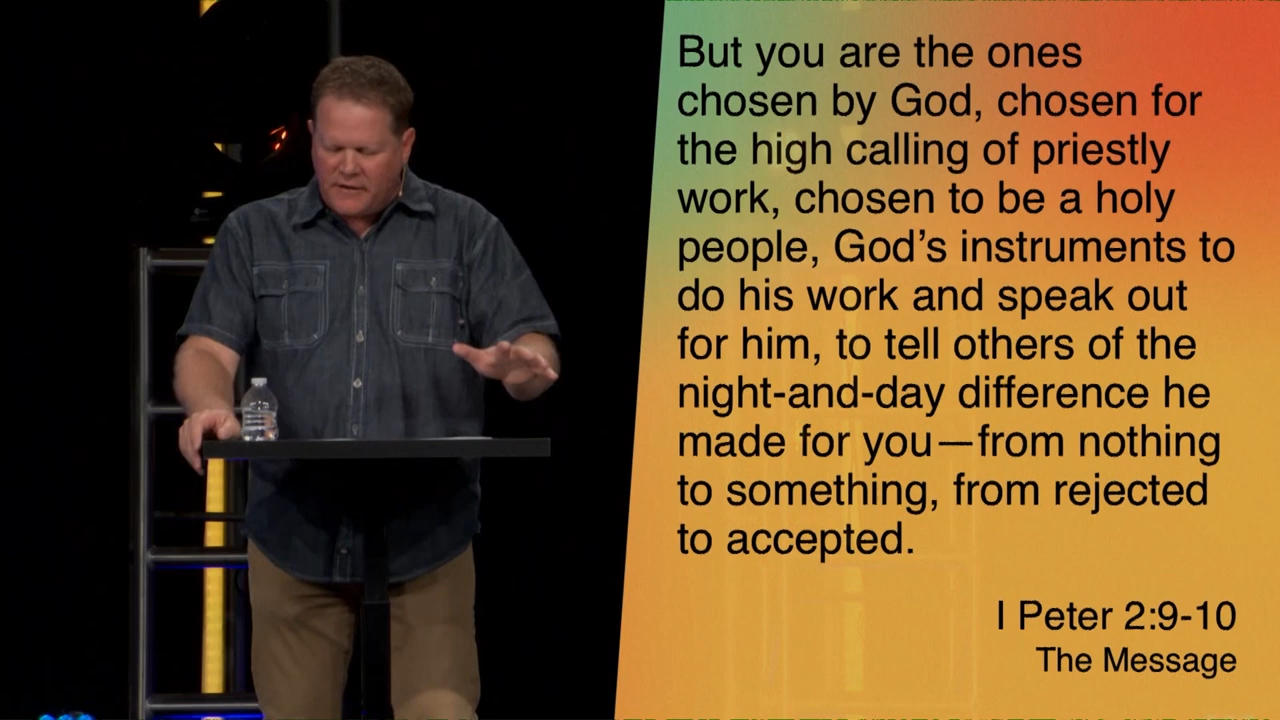 But you are the ones
chosen by God, chosen for
the high calling of priestly
work, chosen to be a holy
people, God’s instruments to
do his work and speak out
for him, to tell others of the
night-and-day difference he
made for you—from nothing
to something, from rejected
to accepted.
I Peter 2:9-10
The Message